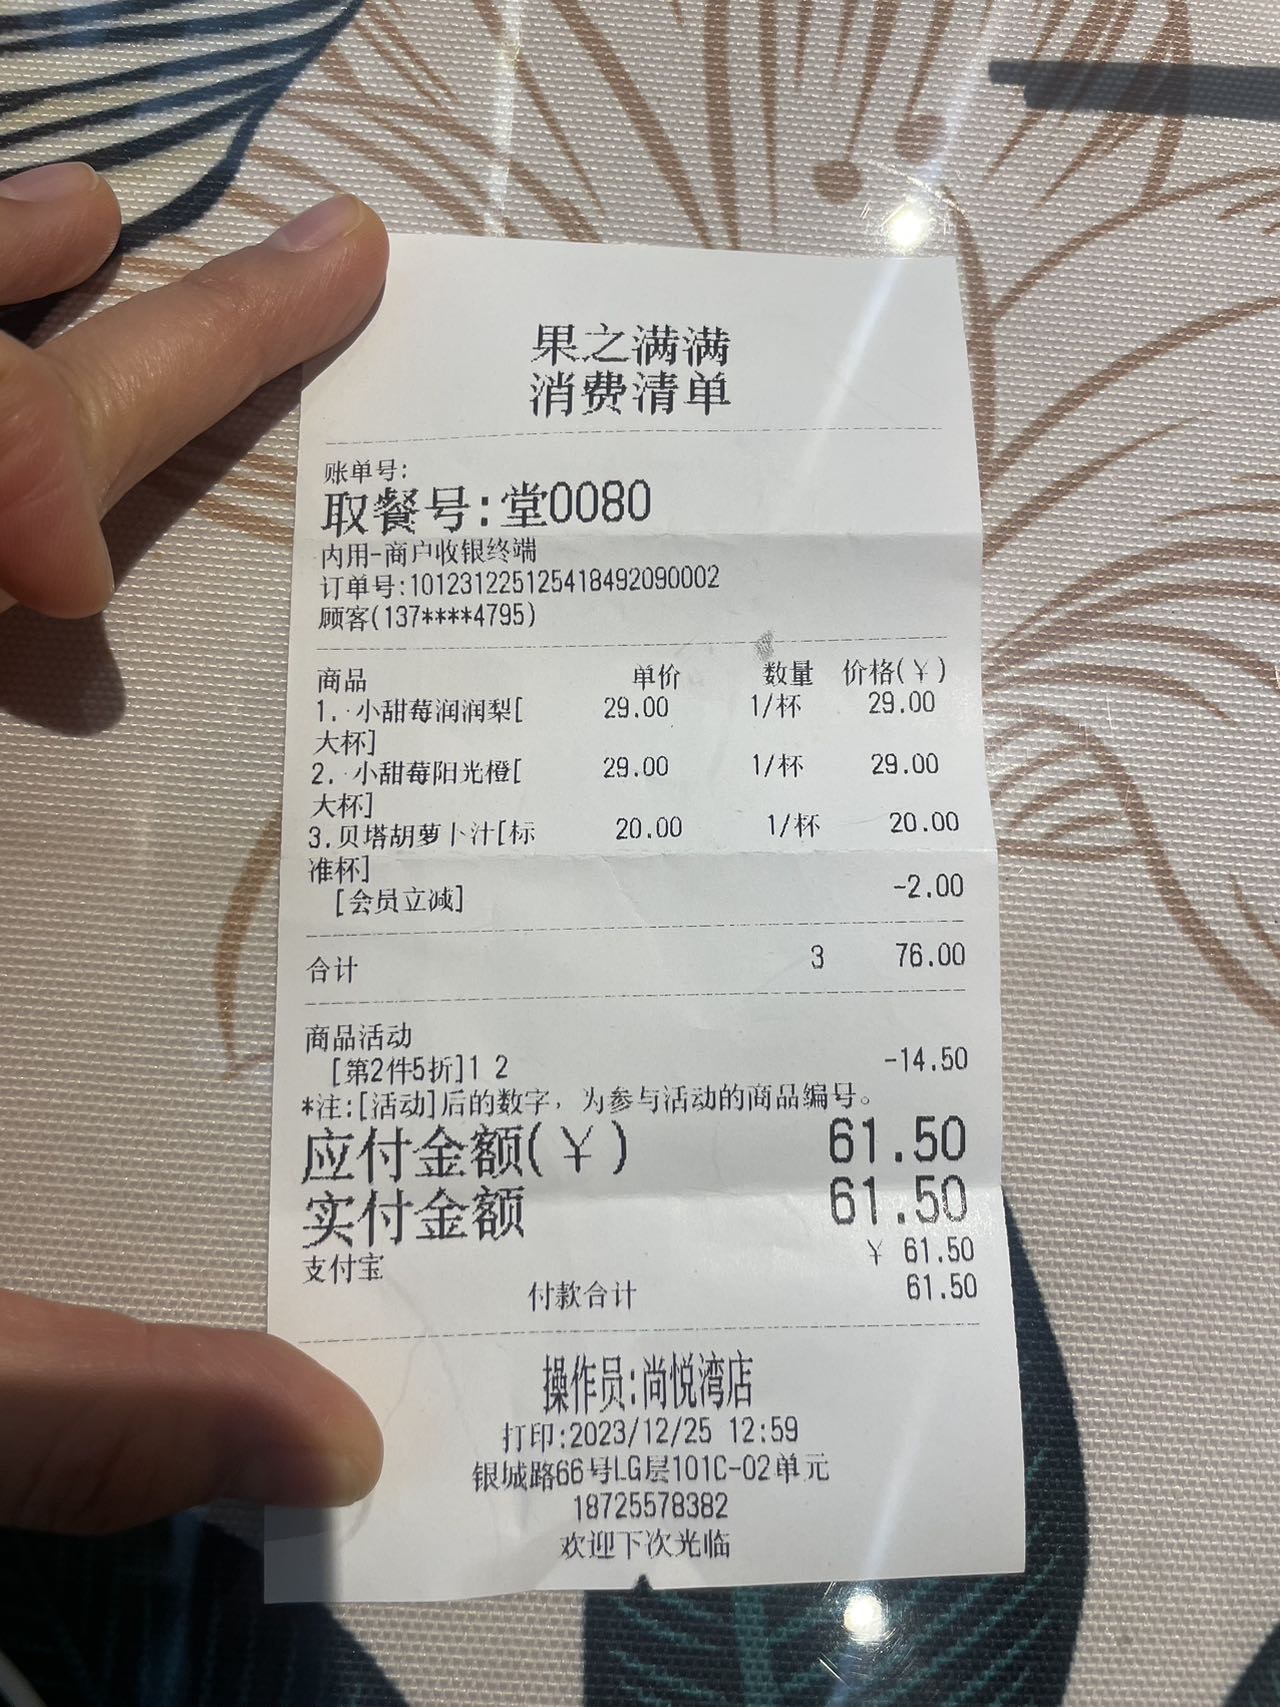 果之满满
消费清单
账单号:
取餐号:堂0080
内用-商户收银终端
订单号:101231225125418492090002
顾客(137****4795)
商品 单价 数量 价格(￥)
1.·小甜莓润润梨[ 29.00 1/杯 29.00
大杯]
2.·小甜莓阳光橙[ 29.00 1/杯 29.00
大杯]
3.贝塔胡萝卜汁[标 20.00 1/杯 20.00
准杯]
[会员立减] -2.00
合计 3 76.00
商品活动
[第2件5折]1 2 -14.50
*注:[活动]后的数字，为参与活动的商品编号。
应付金额(￥) 61.50
实付金额 61.50
支付宝 ￥ 61.50
付款合计 61.50
操作员:尚悦湾店
打印:2023/12/25 12:59
银城路66号LG层101C-02单元
18725578382
欢迎下次光临